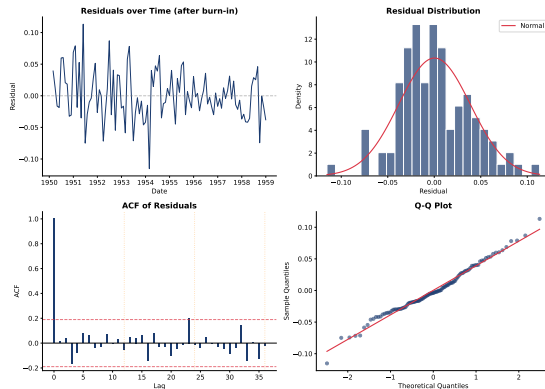 Residuals over Time (after burn-in)
0.10
0.05
0.00
−0.05
−0.10
Residual
1950 1951 1952 1953 1954 1955 1956 1957 1958 1959
Date
Residual Distribution
Normal
12
10
8
6
4
2
0
Density
−0.10 −0.05 0.00 0.05 0.10
Residual
ACF of Residuals
1.0
0.8
0.6
0.4
0.2
0.0
−0.2
ACF
0 5 10 15 20 25 30 35
Lag
Q-Q Plot
0.10
0.05
0.00
−0.05
−0.10
Sample Quantiles
−2 −1 0 1 2
Theoretical Quantiles